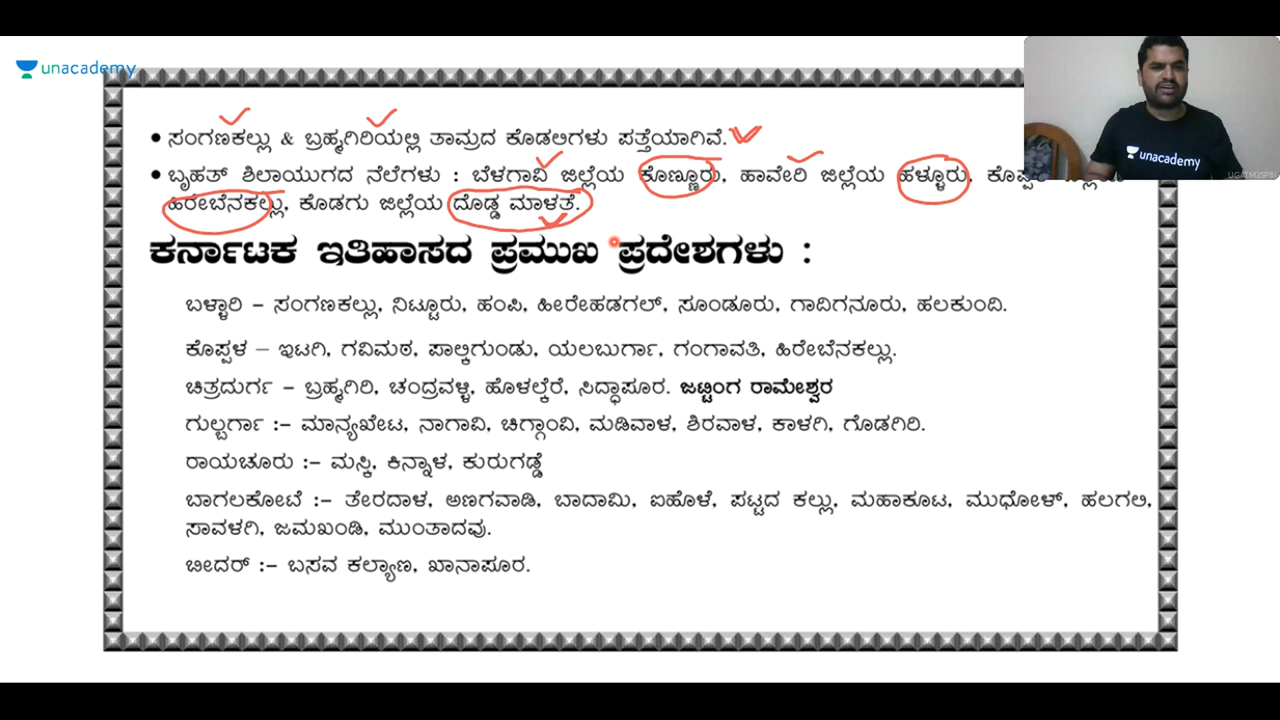 unacademy
• ಸಂಗಣಕಲ್ಲು & ಬ್ರಹ್ಮಗಿರಿಯಲ್ಲಿ ತಾಮ್ರದ ಕೊಡಲಿಗಳು ಪತ್ತೆಯಾಗಿವೆ.
• ಬೃಹತ್ ಶಿಲಾಯುಗದ ನೆಲೆಗಳು : ಬೆಳಗಾವಿ ಜಿಲ್ಲೆಯ ಕೊಣ್ಣೂರು, ಹಾವೇರಿ ಜಿಲ್ಲೆಯ ಹಳ್ಳೂರು,
ಹಿರೇಬೆನಕಲ್ಲು, ಕೊಡಗು ಜಿಲ್ಲೆಯ ದೊಡ್ಡ ಮಾಳತೆ.
ಕರ್ನಾಟಕ ಇತಿಹಾಸದ ಪ್ರಮುಖ ಪ್ರದೇಶಗಳು :
ಬಳ್ಳಾರಿ – ಸಂಗಣಕಲ್ಲು, ನಿಟ್ಟೂರು, ಹಂಪಿ, ಹೀರೇಹಡಗಲ್, ಸೂಂಡೂರು, ಗಾದಿಗನೂರು, ಹಲಕುಂದಿ.
ಕೊಪ್ಪಳ – ಇಟಗಿ, ಗವಿಮಠ, ಪಾಲ್ಕಿಗುಂಡು, ಯಲಬುರ್ಗಾ, ಗಂಗಾವತಿ, ಹಿರೇಬೆನಕಲ್ಲು.
ಚಿತ್ರದುರ್ಗ – ಬ್ರಹ್ಮಗಿರಿ, ಚಂದ್ರವಳ್ಳಿ, ಹೊಳಲ್ಕೆರೆ, ಸಿದ್ಧಾಪೂರ. ಜಟ್ಟಿಂಗ ರಾಮೇಶ್ವರ
ಗುಲ್ಬರ್ಗಾ :– ಮಾನ್ಯಖೇಟ, ನಾಗಾವಿ, ಚಿಗ್ಗಾಂವಿ, ಮಡಿವಾಳ, ಶಿರವಾಳ, ಕಾಳಗಿ, ಗೊಡಗಿರಿ.
ರಾಯಚೂರು :– ಮಸ್ಕಿ, ಕಿನ್ನಾಳ, ಕುರುಗಡ್ಡೆ
ಬಾಗಲಕೋಟೆ :– ತೇರದಾಳ, ಅಣಗವಾಡಿ, ಬಾದಾಮಿ, ಐಹೊಳೆ, ಪಟ್ಟದ ಕಲ್ಲು, ಮಹಾಕೂಟ, ಮುಧೋಳ್, ಹಲಗಲಿ,
ಸಾವಳಗಿ, ಜಮಖಂಡಿ, ಮುಂತಾದವು.
ಬೀದರ್ :– ಬಸವ ಕಲ್ಯಾಣ, ಖಾನಾಪೂರ.
unacademy